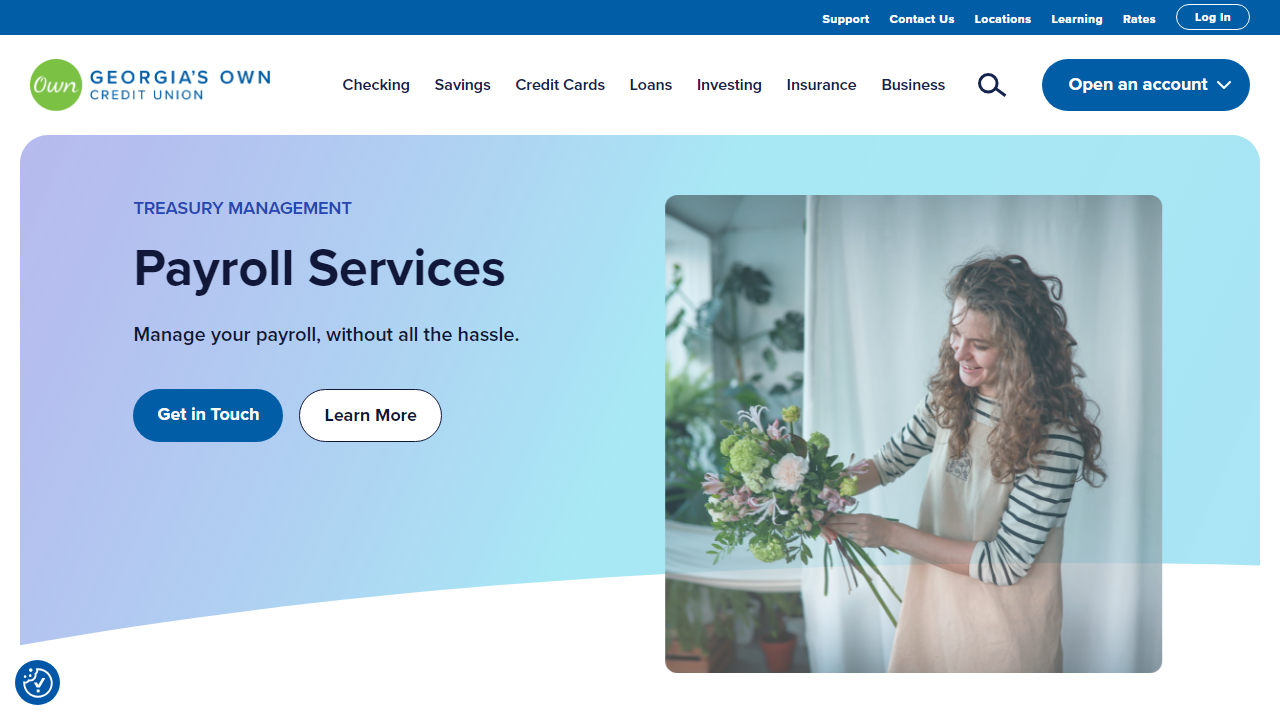 Support Contact Us Locations Learning Rates Log In
Own GEORGIA'S OWN
CREDIT UNION
Checking Savings Credit Cards Loans Investing Insurance Business Open an account
TREASURY MANAGEMENT
Payroll Services
Manage your payroll, without all the hassle.
Get in Touch Learn More